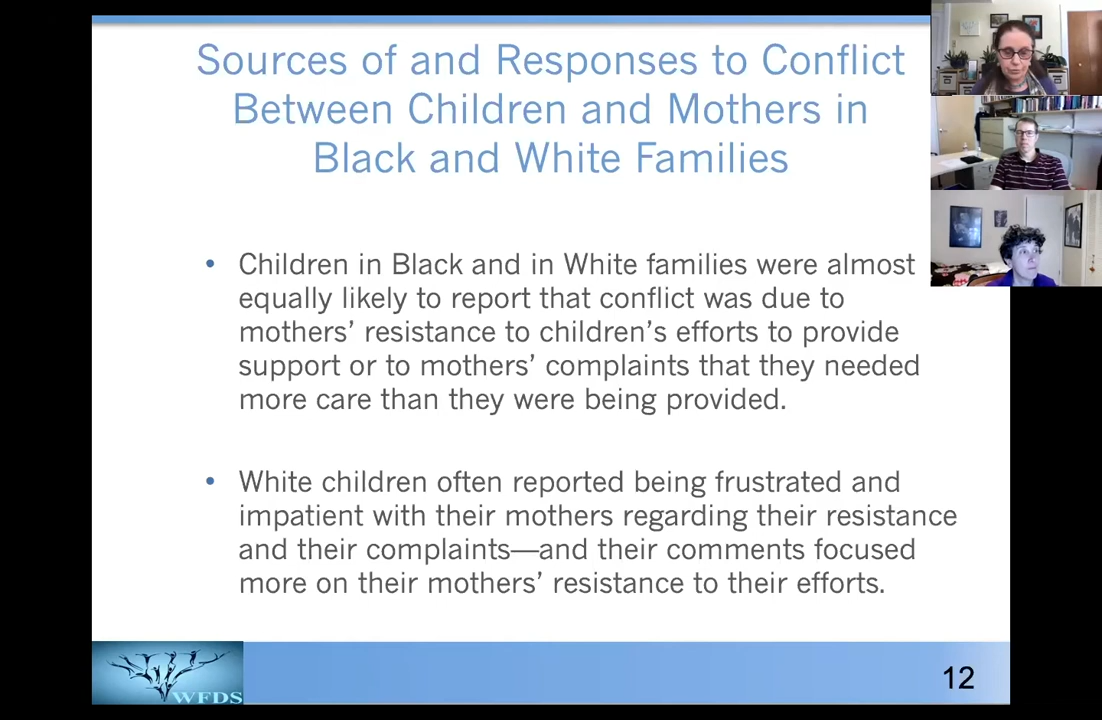 Sources of and Responses to Conflict
Between Children and Mothers in
Black and White Families
• Children in Black and in White families were almost
equally likely to report that conflict was due to
mothers’ resistance to children’s efforts to provide
support or to mothers’ complaints that they needed
more care than they were being provided.
• White children often reported being frustrated and
impatient with their mothers regarding their resistance
and their complaints—and their comments focused
more on their mothers’ resistance to their efforts.
WFDS
12